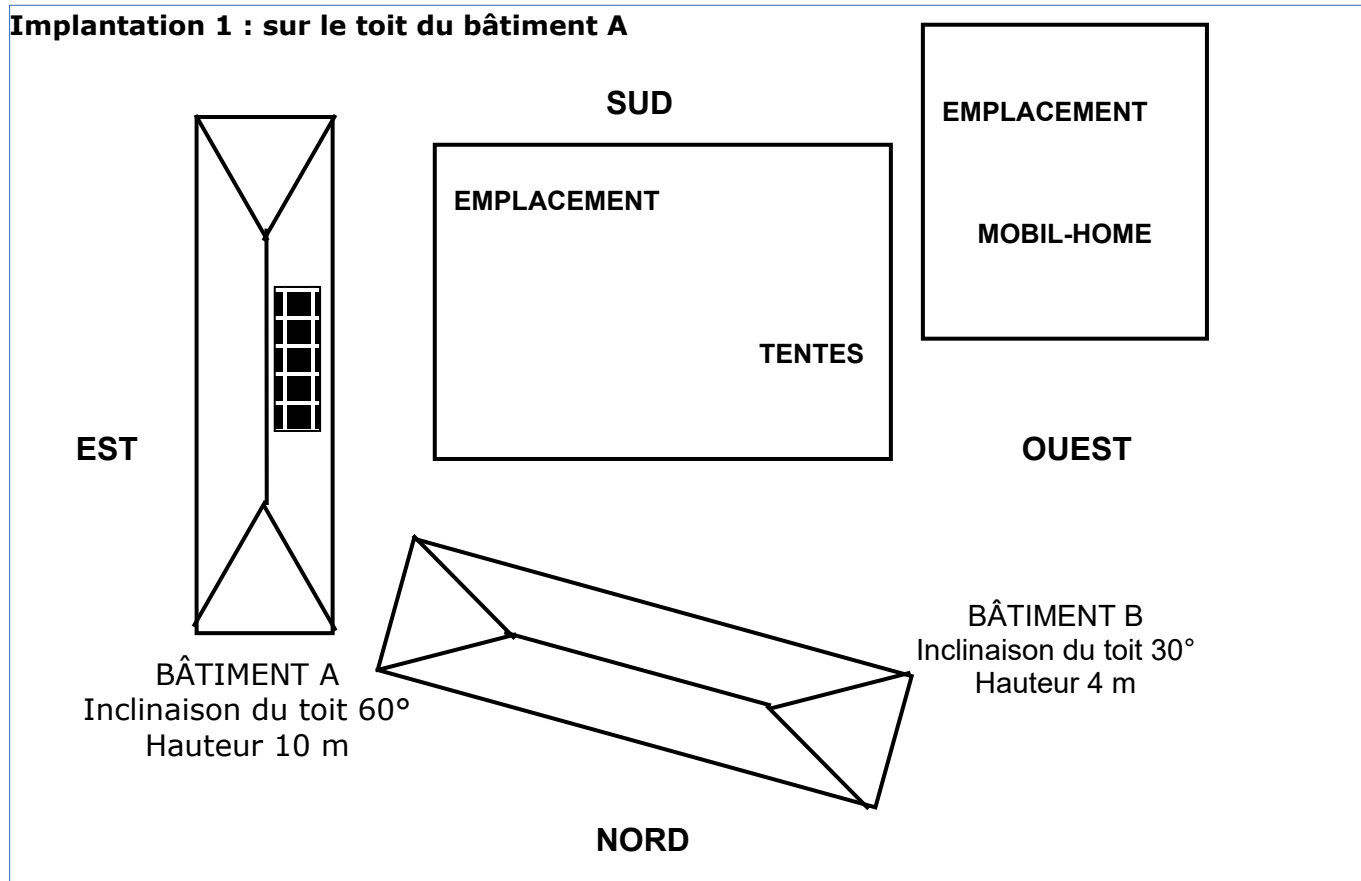 Implantation 1 : sur le toit du bâtiment A
SUD
EMPLACEMENT
MOBIL-HOME
EMPLACEMENT
TENTES
EST
OUEST
BÂTIMENT A
Inclinaison du toit 60°
Hauteur 10 m
BÂTIMENT B
Inclinaison du toit 30°
Hauteur 4 m
NORD